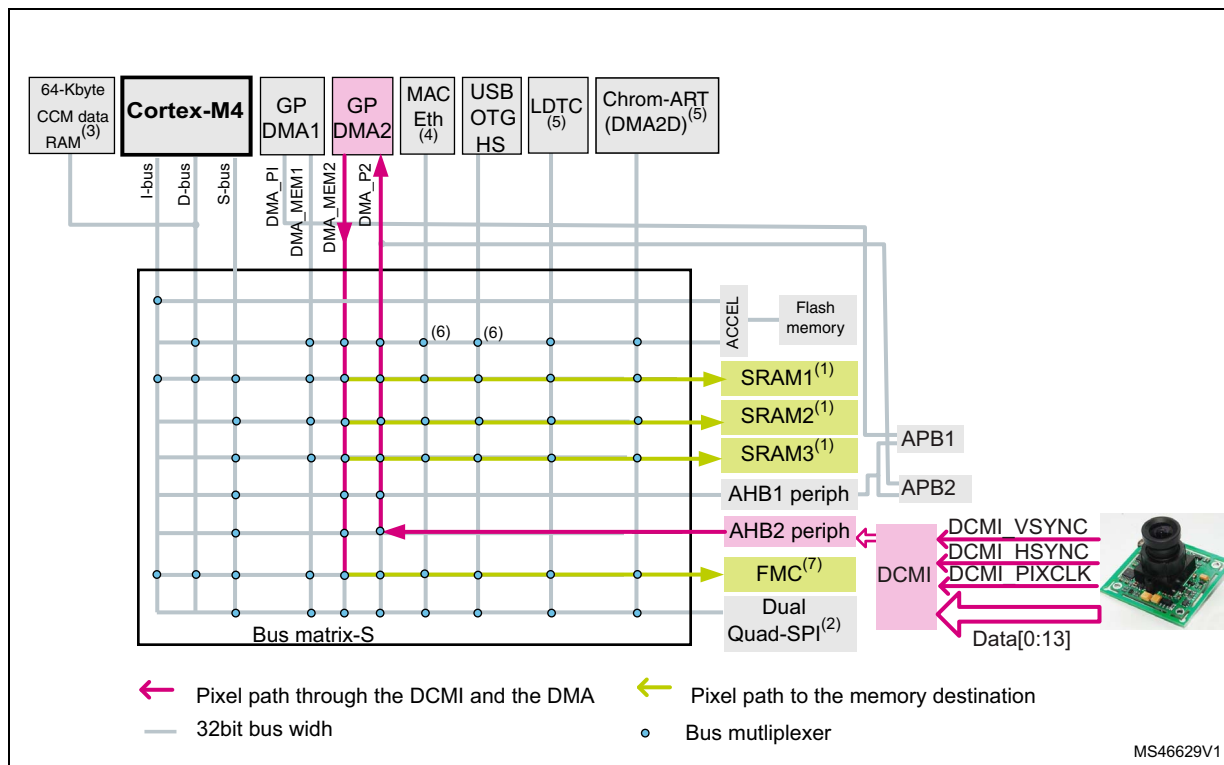 64-Kbyte
CCM data
RAM(3)
Cortex-M4
GP
DMA1
GP
DMA2
MAC
Eth
(4)
USB
OTG
HS
LDTC
(5)
Chrom-ART
(DMA2D)(5)
I-bus
D-bus
S-bus
DMA_PI
DMA_MEM1
DMA_MEM2
DMA_P2
(6)
(6)
ACCEL
Flash
memory
SRAM1(1)
SRAM2(1)
SRAM3(1)
AHB1 periph
AHB2 periph
FMC(7)
Dual
Quad-SPI(2)
APB1
APB2
DCMI
DCMI_VSYNC
DCMI_HSYNC
DCMI_PIXCLK
Data[0:13]
Bus matrix-S
Pixel path through the DCMI and the DMA
Pixel path to the memory destination
32bit bus widh
Bus mutliplexer
MS46629V1